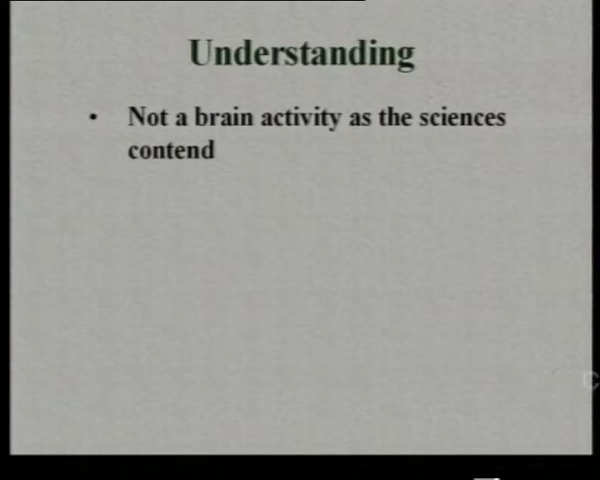 Understanding
• Not a brain activity as the sciences
contend